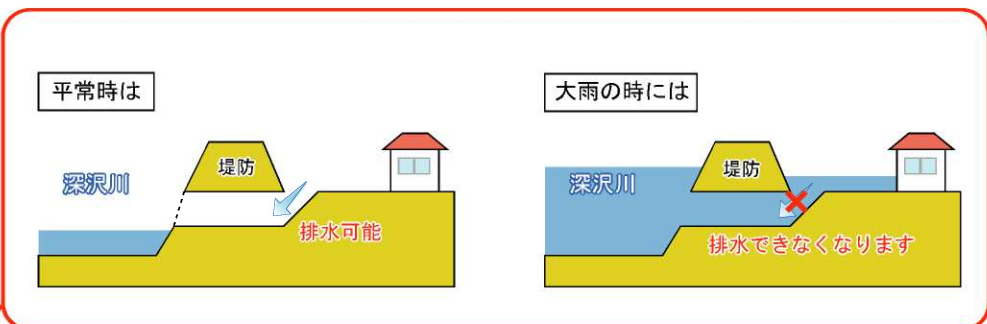 平常時は
堤防
深沢川
排水可能
大雨の時には
堤防
深沢川
排水できなくなります